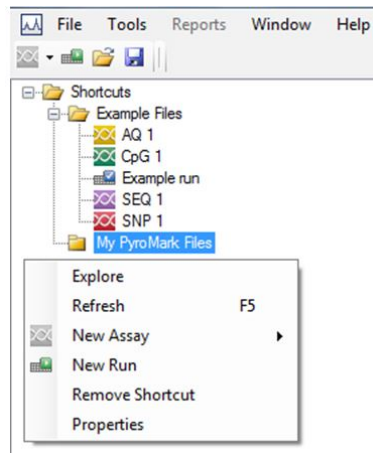 File Tools Reports Window Help
Shortcuts
Example Files
AQ 1
CpG 1
Example run
SEQ 1
SNP 1
My PyroMark Files
Explore
Refresh F5
New Assay
New Run
Remove Shortcut
Properties